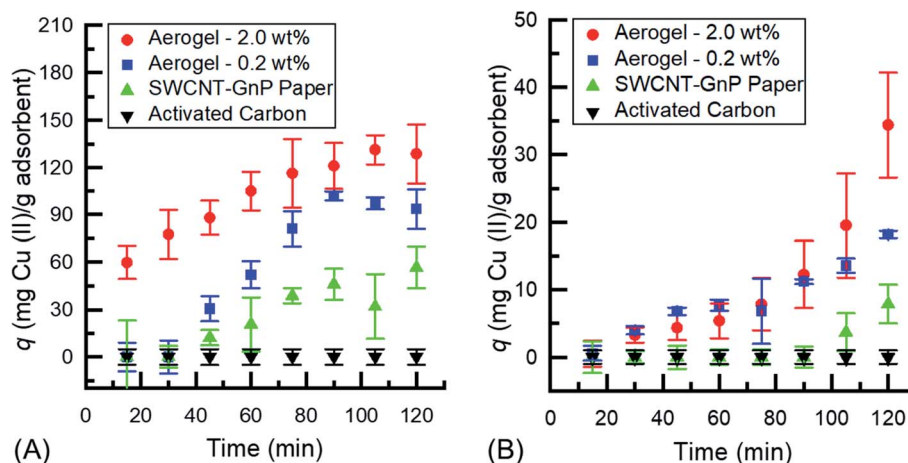 Aerogel - 2.0 wt%
Aerogel - 0.2 wt%
SWCNT-GnP Paper
Activated Carbon
q (mg Cu (II)/g adsorbent)
210
180
150
120
90
60
30
0
0 20 40 60 80 100 120
Time (min)
(A)
Aerogel - 2.0 wt%
Aerogel - 0.2 wt%
SWCNT-GnP Paper
Activated Carbon
q (mg Cu (II)/g adsorbent)
50
40
30
20
10
0
0 20 40 60 80 100 120
Time (min)
(B)